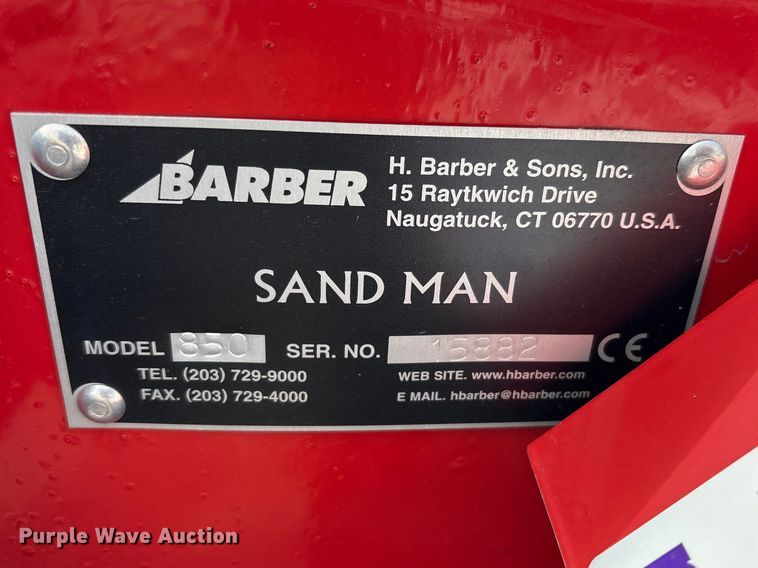 BARBER
H. Barber & Sons, Inc.
15 Raytkwich Drive
Naugatuck, CT 06770 U.S.A.
SAND MAN
MODEL 850 SER. NO. 15882 CE
TEL. (203) 729-9000
FAX. (203) 729-4000
WEB SITE. www.hbarber.com
E MAIL. hbarber@hbarber.com
Purple Wave Auction